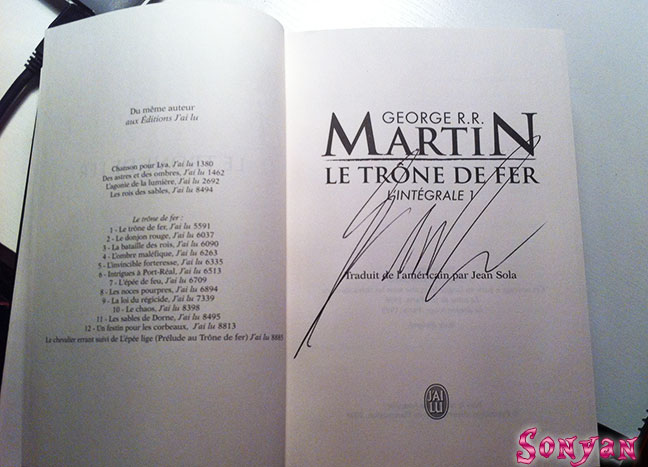 Du même auteur
aux Éditions J'ai lu
Chanson pour Lya, J'ai lu 1380
Des astres et des ombres, J'ai lu 1462
L'agonie de la lumière, J'ai lu 2692
Les rois des sables, J'ai lu 8494
Le trône de fer :
1 - Le trône de fer, J'ai lu 5591
2 - Le donjon rouge, J'ai lu 6037
3 - La bataille des rois, J'ai lu 6090
4 - L'ombre maléfique, J'ai lu 6263
5 - L'invincible forteresse, J'ai lu 6335
6 - Intrigues à Port-Réal, J'ai lu 6513
7 - L'épée de feu, J'ai lu 6709
8 - Les noces pourpres, J'ai lu 6894
9 - La loi du régicide, J'ai lu 7339
10 - Le chaos, J'ai lu 8398
11 - Les sables de Dorne, J'ai lu 8495
12 - Un festin pour les corbeaux, J'ai lu 8813
Le chevalier errant suivi de L'épée lige (Prélude au Trône de fer) J'ai lu
GEORGE R.R.
MARTIN
LE TRÔNE DE FER
L'INTÉGRALE 1
Traduit de l'américain par Jean Sola
J'AI
LU
Sonyan